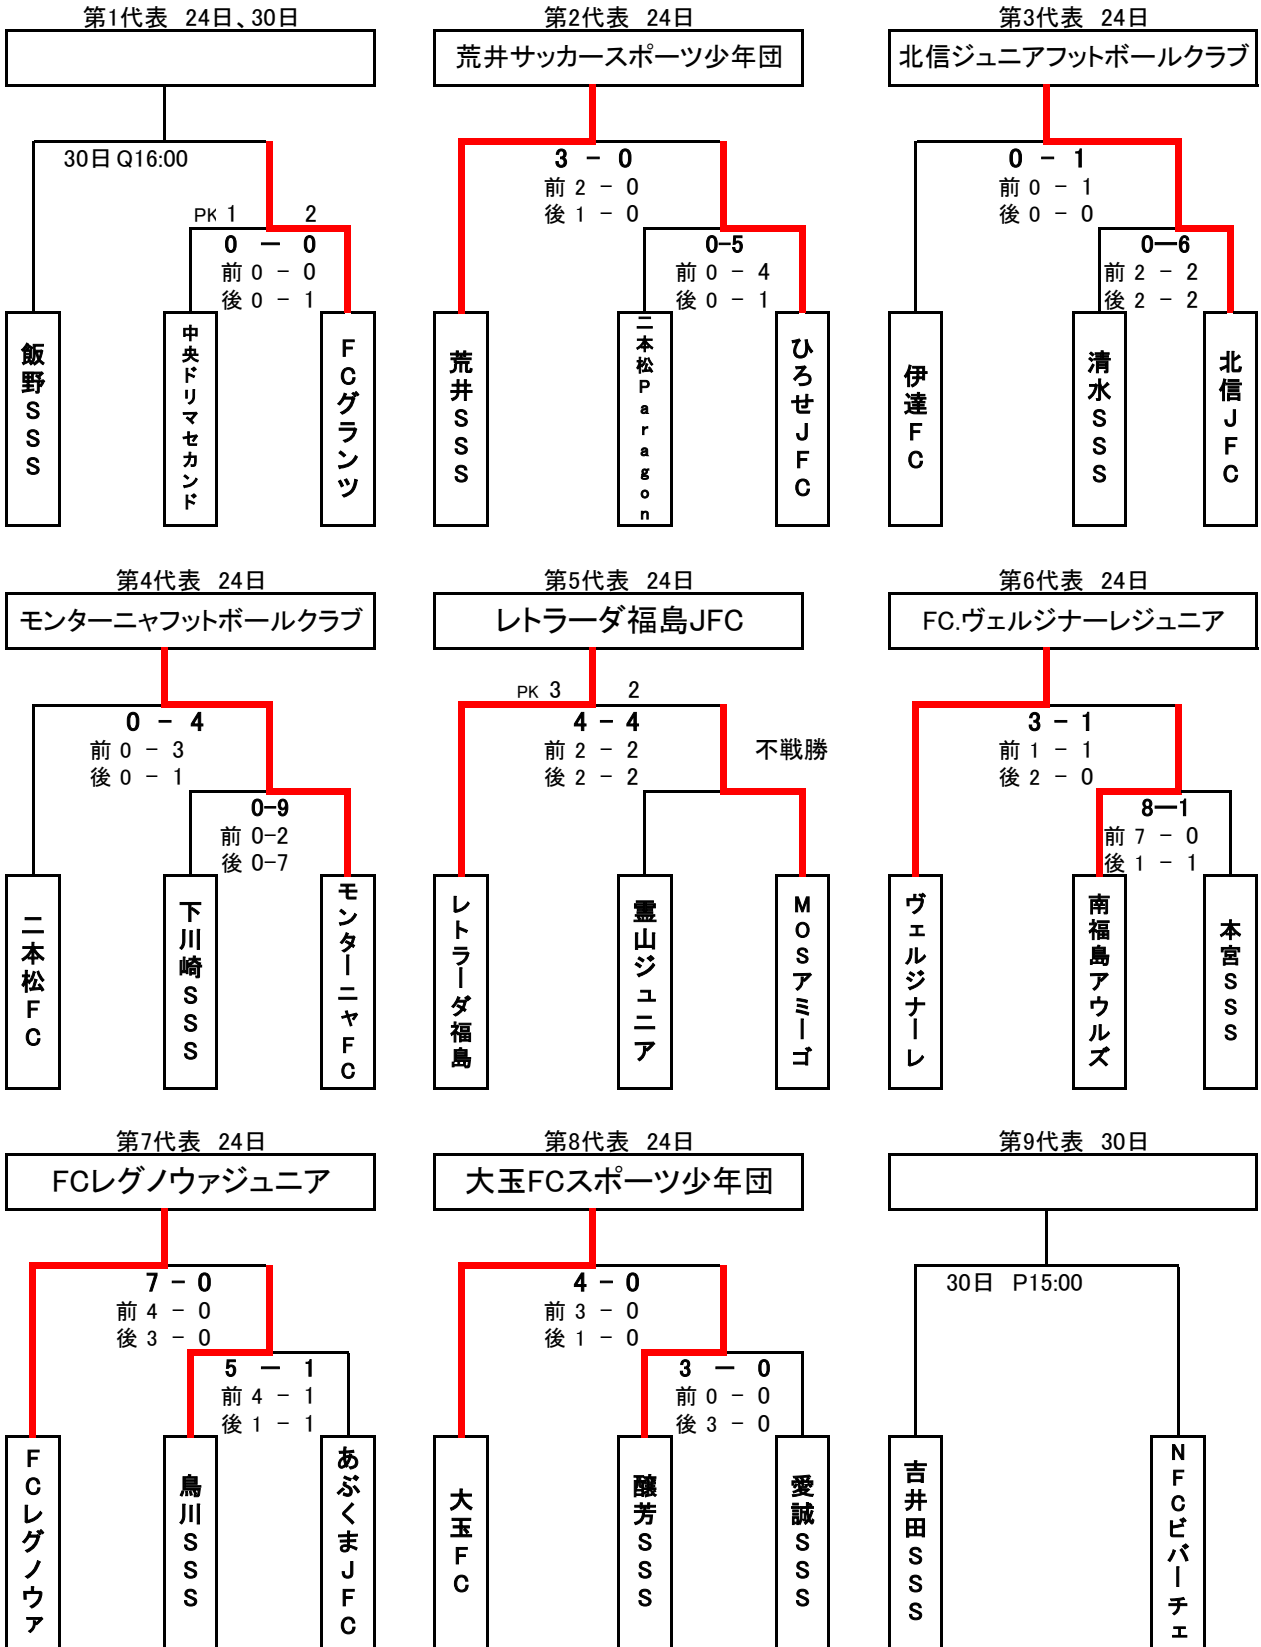 第1代表 24日、30日
30日 Q16:00
PK 1 2
0 － 0
前 0 － 0
後 0 － 1
飯野SSS
中央ドリマセカンド
FCグランツ
第2代表 24日
荒井サッカースポーツ少年団
3 － 0
前 2 － 0
後 1 － 0
0-5
前 0 － 4
後 0 － 1
荒井SSS
二本松Paragon
ひろせJFC
第3代表 24日
北信ジュニアフットボールクラブ
0 － 1
前 0 － 1
後 0 － 0
0ー6
前 2 － 2
後 2 － 2
伊達FC
清水SSS
北信JFC
第4代表 24日
モンターニャフットボールクラブ
0 － 4
前 0 － 3
後 0 － 1
0-9
前 0-2
後 0-7
二本松FC
下川崎SSS
モンターニャFC
第5代表 24日
レトラーダ福島JFC
PK 3 2
4 － 4
前 2 － 2
後 2 － 2
不戦勝
レトラーダ福島
霊山ジュニア
MOSアミーゴ
第6代表 24日
FC.ヴェルジナーレジュニア
3 － 1
前 1 － 1
後 2 － 0
8ー1
前 7 － 0
後 1 － 1
ヴェルジナーレ
南福島アウルズ
本宮SSS
第7代表 24日
FCレグノウァジュニア
7 － 0
前 4 － 0
後 3 － 0
5 － 1
前 4 － 1
後 1 － 1
FCレグノウァ
鳥川SSS
あぶくまJFC
第8代表 24日
大玉FCスポーツ少年団
4 － 0
前 3 － 0
後 1 － 0
3 － 0
前 0 － 0
後 3 － 0
大玉FC
醸芳SSS
愛誠SSS
第9代表 30日
30日 P15:00
吉井田SSS
NFCビバーチェ